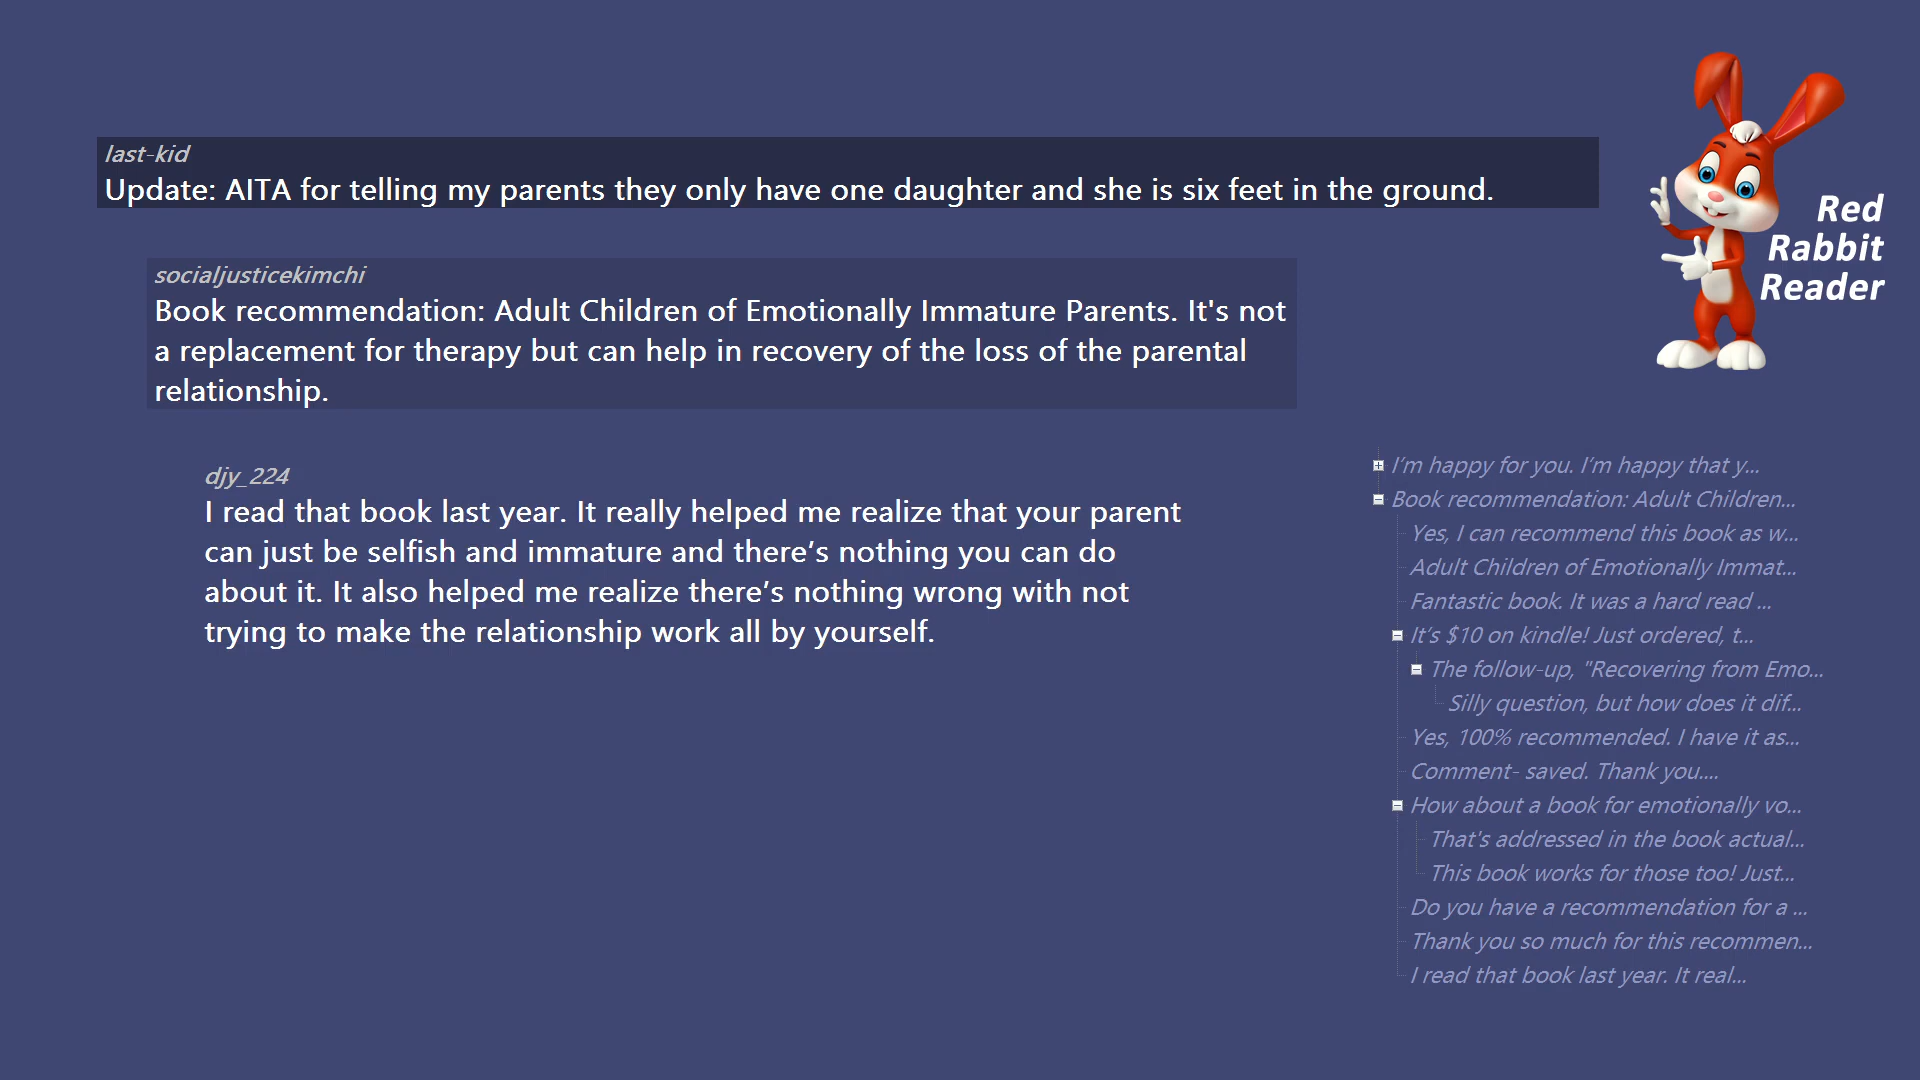 last-kid
Update: AITA for telling my parents they only have one daughter and she is six feet in the ground.
socialjusticekimchi
Book recommendation: Adult Children of Emotionally Immature Parents. It's not
a replacement for therapy but can help in recovery of the loss of the parental
relationship.
djy_224
I read that book last year. It really helped me realize that your parent
can just be selfish and immature and there’s nothing you can do
about it. It also helped me realize there’s nothing wrong with not
trying to make the relationship work all by yourself.
Red
Rabbit
Reader
I’m happy for you. I’m happy that y...
Book recommendation: Adult Children...
Yes, I can recommend this book as w...
Adult Children of Emotionally Immat...
Fantastic book. It was a hard read ...
It’s $10 on kindle! Just ordered, t...
The follow-up, "Recovering from Emo...
Silly question, but how does it dif...
Yes, 100% recommended. I have it as...
Comment- saved. Thank you....
How about a book for emotionally vo...
That's addressed in the book actual...
This book works for those too! Just...
Do you have a recommendation for a ...
Thank you so much for this recommen...
I read that book last year. It real...